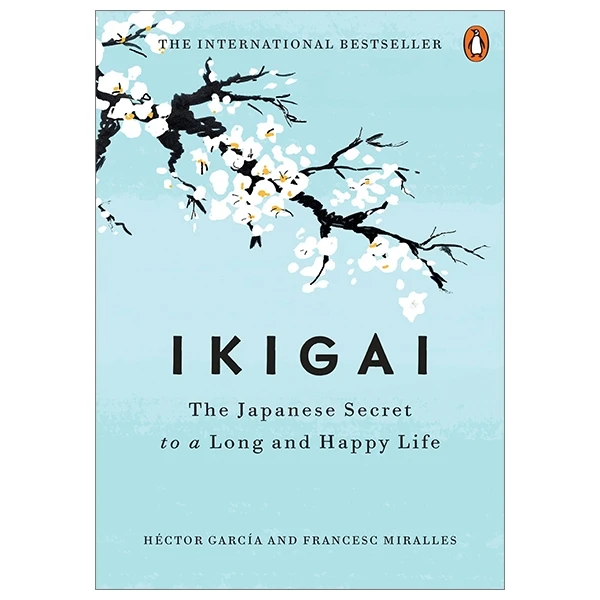 THE INTERNATIONAL BESTSELLER
IKIGAI
The Japanese Secret
to a Long and Happy Life
HÉCTOR GARCÍA AND FRANCESC MIRALLES